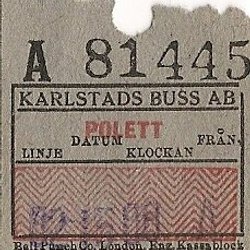 A 81445
KARLSTADS BUSS AB
POLETT
DATUM FRÅN,
LINJE KLOCKAN
Bell Punch Co, London, Eng. Kassablock